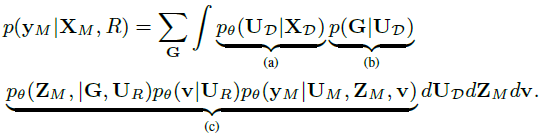 p(y_M|X_M, R) = ∑_G ∫ p_θ(U_D|X_D) p(G|U_D)
(a) (b)
p_θ(Z_M, |G, U_R)p_θ(v|U_R)p_θ(y_M|U_M, Z_M, v) dU_D dZ_M dv.
(c)